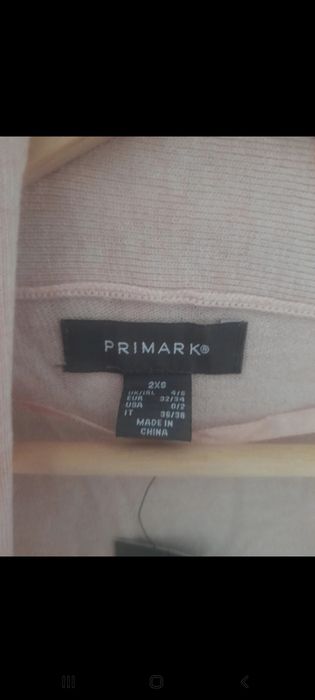 PRIMARK®
2XS
UK/IRL 4/6
EUR 32/34
USA 0/2
IT 36/38
MADE IN
CHINA